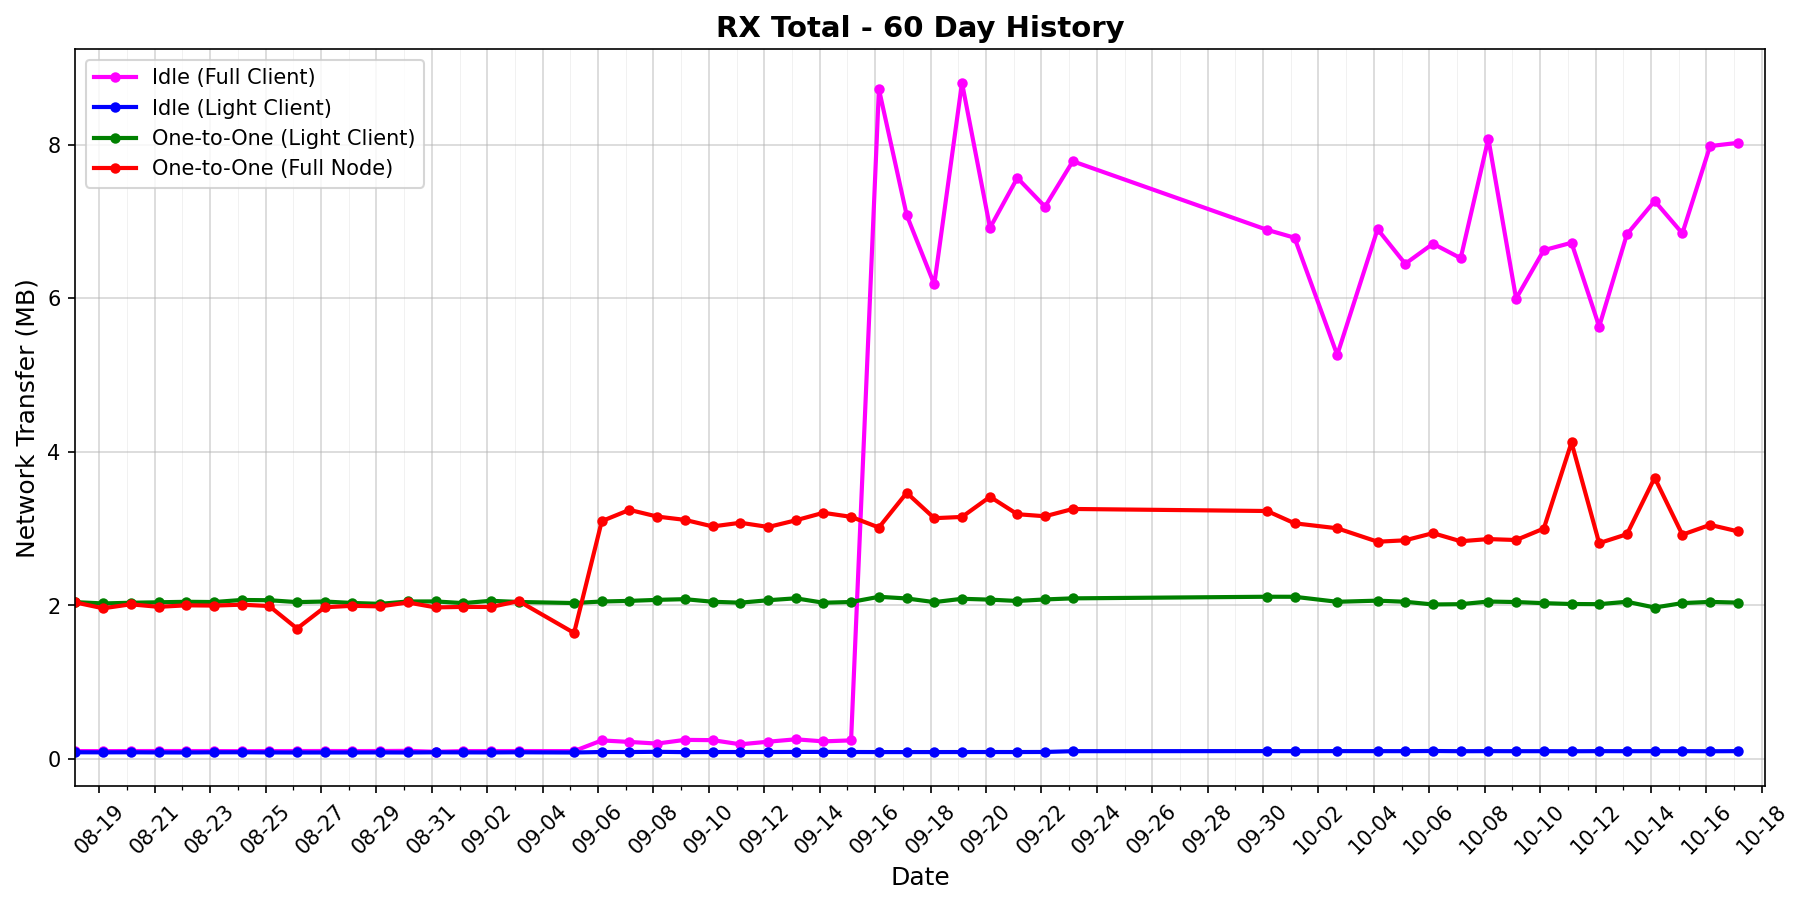 RX Total - 60 Day History
Idle (Full Client)
Idle (Light Client)
One-to-One (Light Client)
One-to-One (Full Node)
Network Transfer (MB)
8
6
4
2
0
08-19 08-21 08-23 08-25 08-27 08-29 08-31 09-02 09-04 09-06 09-08 09-10 09-12 09-14 09-16 09-18 09-20 09-22 09-24 09-26 09-28 09-30 10-02 10-04 10-06 10-08 10-10 10-12 10-14 10-16 10-18
Date